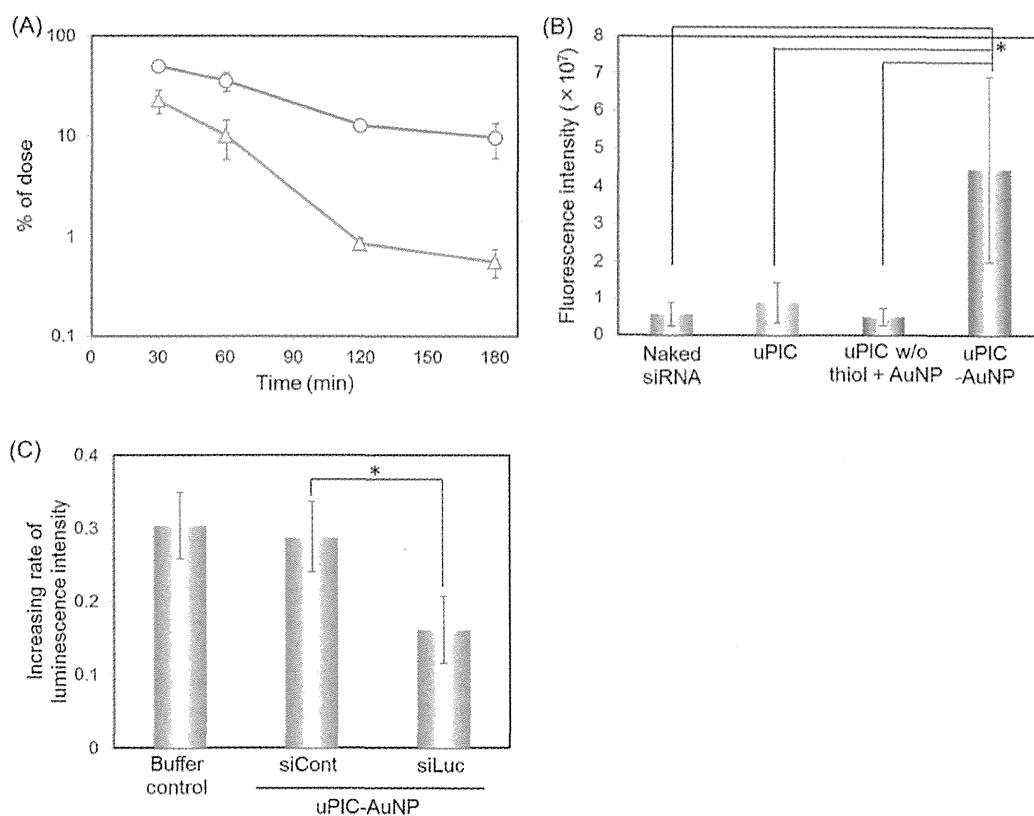 (A)
100
10
1
0.1
% of dose
0 30 60 90 120 150 180
Time (min)
(B)
8
7
6
5
4
3
2
1
0
Fluorescence intensity (×10⁷)
*
Naked siRNA
uPIC
uPIC w/o thiol + AuNP
uPIC -AuNP
(C)
0.4
0.3
0.2
0.1
0
Increasing rate of
luminescence intensity
*
Buffer control
siCont
siLuc
uPIC-AuNP